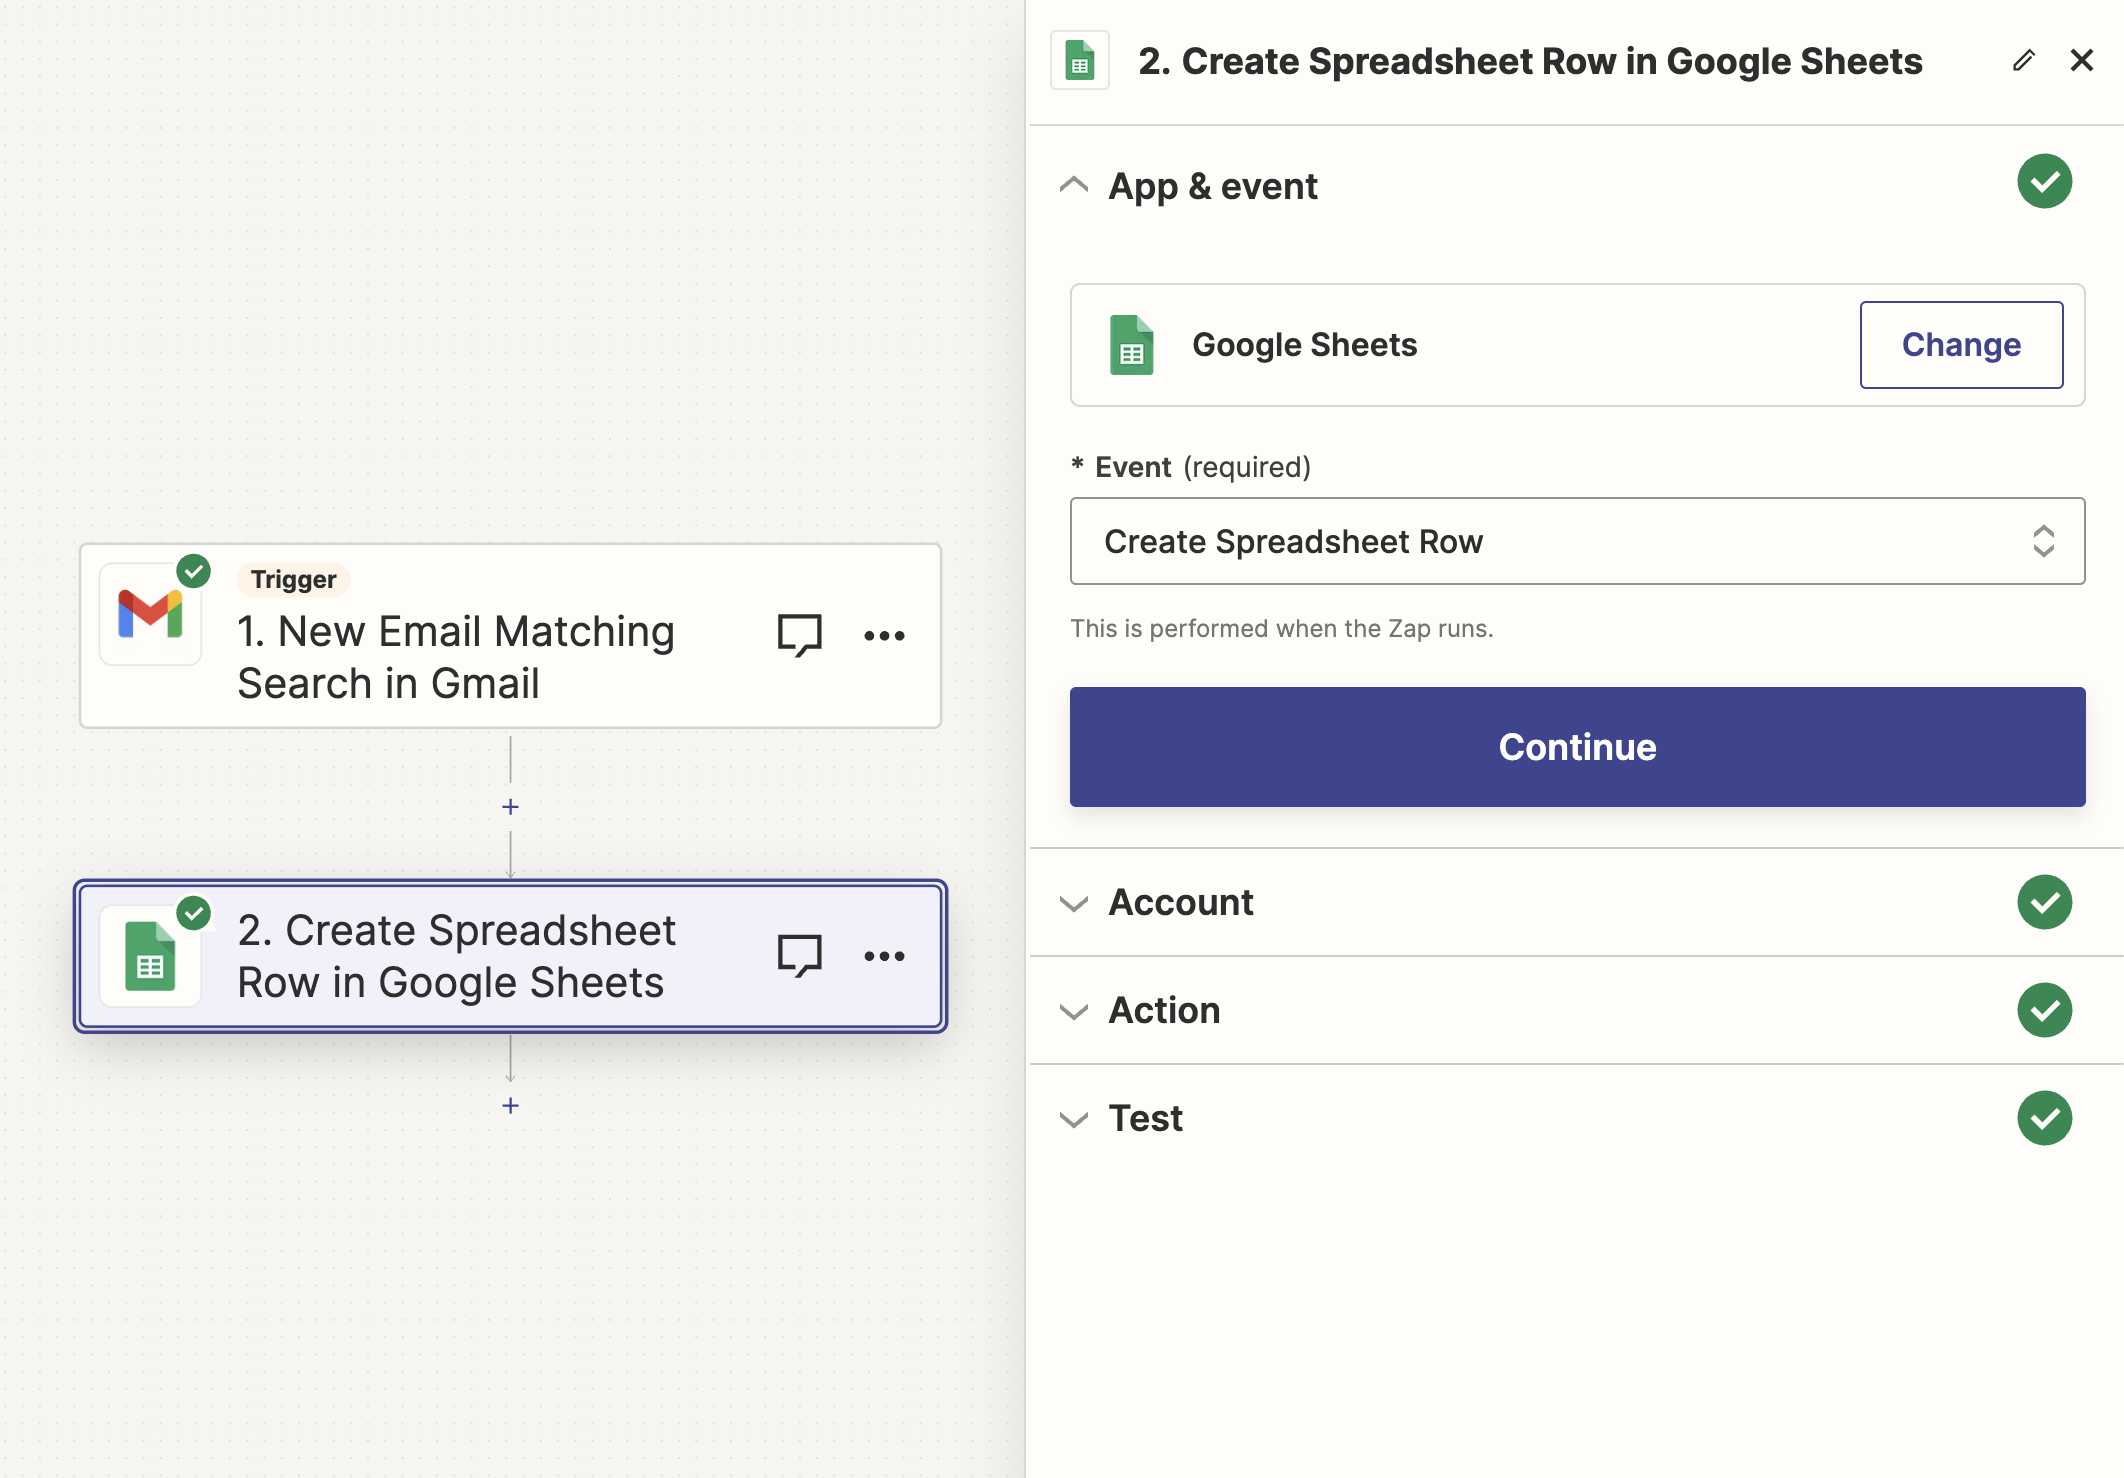 Trigger
1. New Email Matching
Search in Gmail
+
2. Create Spreadsheet
Row in Google Sheets
+
2. Create Spreadsheet Row in Google Sheets
App & event
Google Sheets
Change
* Event (required)
Create Spreadsheet Row
This is performed when the Zap runs.
Continue
Account
Action
Test